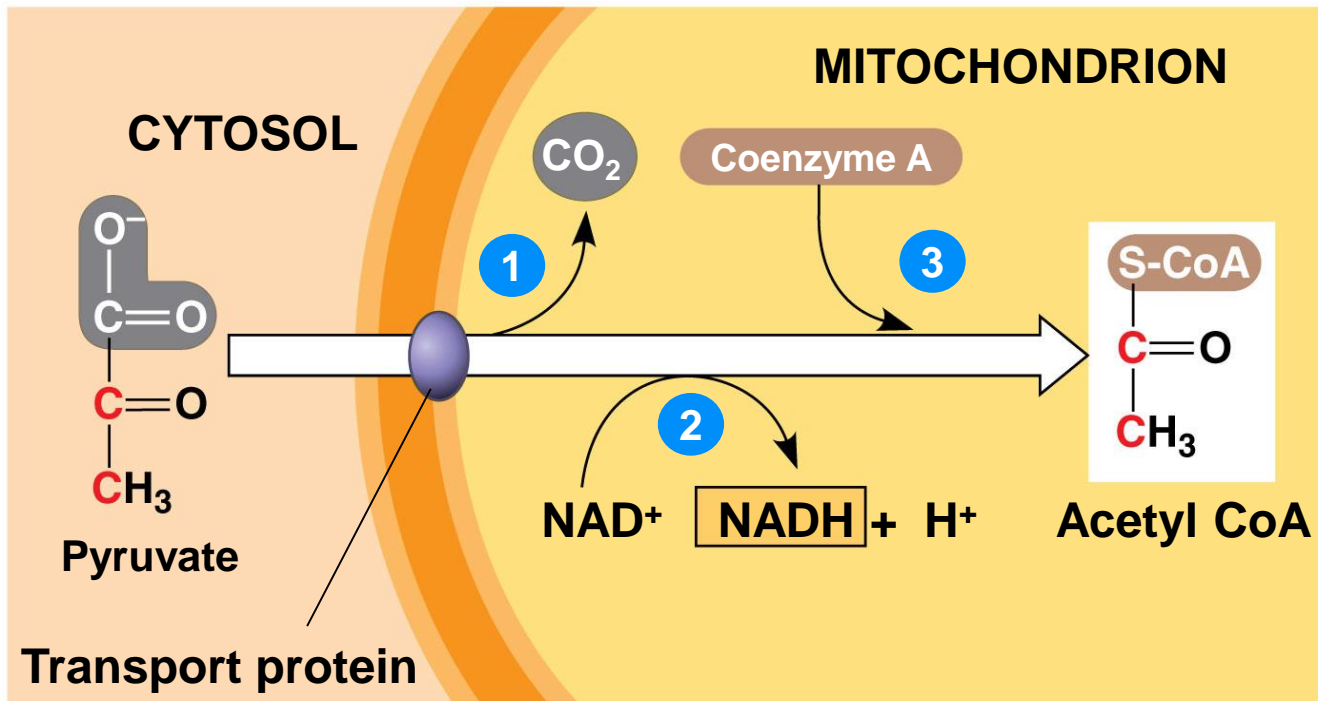 MITOCHONDRION
CYTOSOL
CO₂
Coenzyme A
O⁻
C=O
C=O
CH₃
Pyruvate
1
3
2
S-CoA
C=O
CH₃
NAD⁺ NADH + H⁺
Acetyl CoA
Transport protein